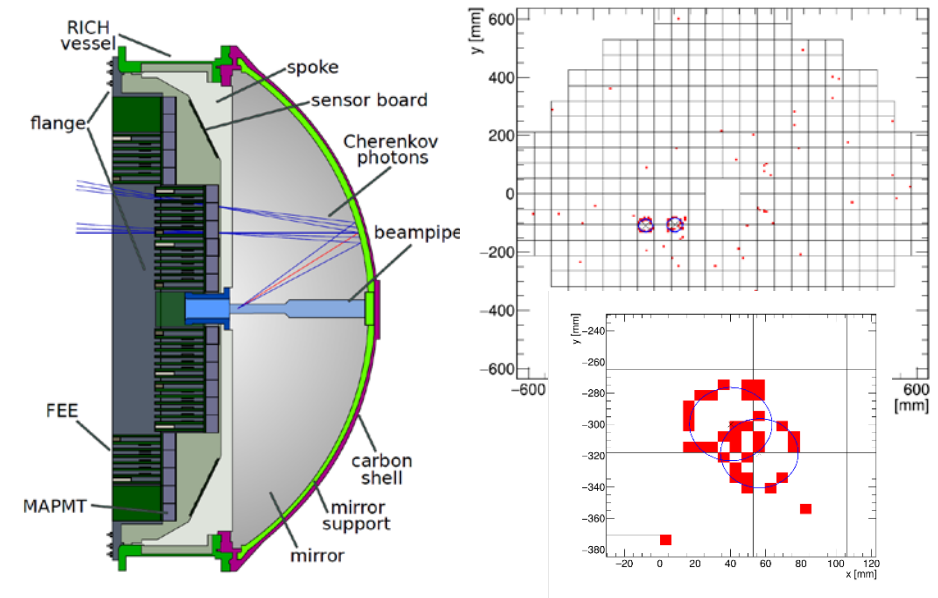 RICH
vessel
spoke
sensor board
flange
Cherenkov
photons
beampipe
FEE
MAPMT
carbon
shell
mirror
support
mirror
y [mm]
600
400
200
0
−200
−400
−600
−600
600
[mm]
y [mm]
−240
−260
−280
−300
−320
−340
−360
−380
−20
0
20
40
60
80
100
120
x [mm]